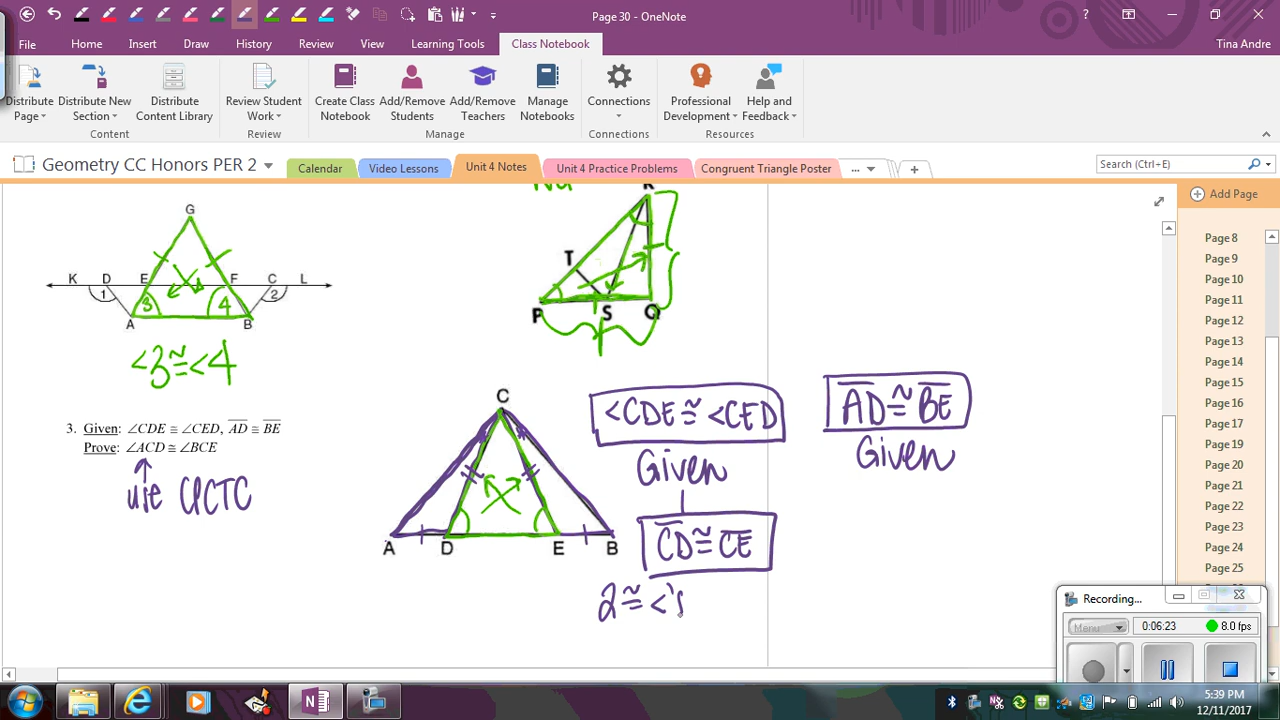 Page 30 - OneNote
?
File
Home
Insert
Draw
History
Review
View
Learning Tools
Class Notebook
Tina Andre
Distribute Page
Distribute New Section
Distribute Content Library
Review Student Work
Create Class Notebook
Add/Remove Students
Add/Remove Teachers
Manage Notebooks
Connections
Professional Development
Help and Feedback
Content
Review
Manage
Connections
Resources
Geometry CC Honors PER 2
Calendar
Video Lessons
Unit 4 Notes
Unit 4 Practice Problems
Congruent Triangle Poster
...
Search (Ctrl+E)
Add Page
Page 8
Page 9
Page 10
Page 11
Page 12
Page 13
Page 14
Page 15
Page 16
Page 17
Page 19
Page 20
Page 21
Page 22
Page 23
Page 24
Page 25
G
K D E F C L
1 3 4 2
A B
<3≅<4
T
P S Q
3. Given: ∠CDE ≅ ∠CED, A̅D̅ ≅ B̅E̅
Prove: ∠ACD ≅ ∠BCE
use CPCTC
C
A D E B
<CDE ≅ <CED
Given
C̅D̅ ≅ C̅E̅
2 ≅ <'s
A̅D̅ ≅ B̅E̅
Given
Recording...
Menu
0:06:23
8.0 fps
5:39 PM
12/11/2017